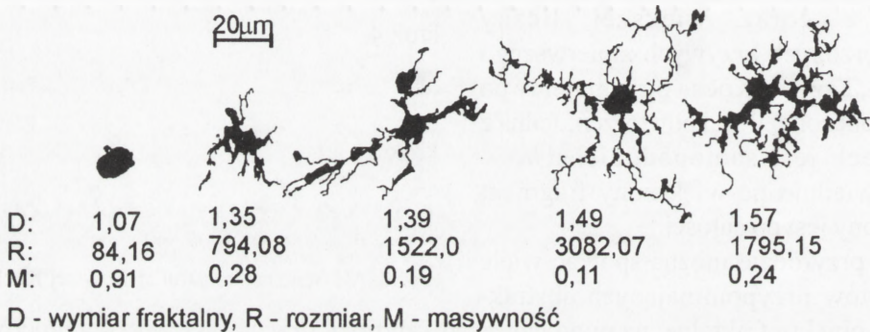 20μm
D: 1,07 1,35 1,39 1,49 1,57
R: 84,16 794,08 1522,0 3082,07 1795,15
M: 0,91 0,28 0,19 0,11 0,24
D - wymiar fraktalny, R - rozmiar, M - masywność